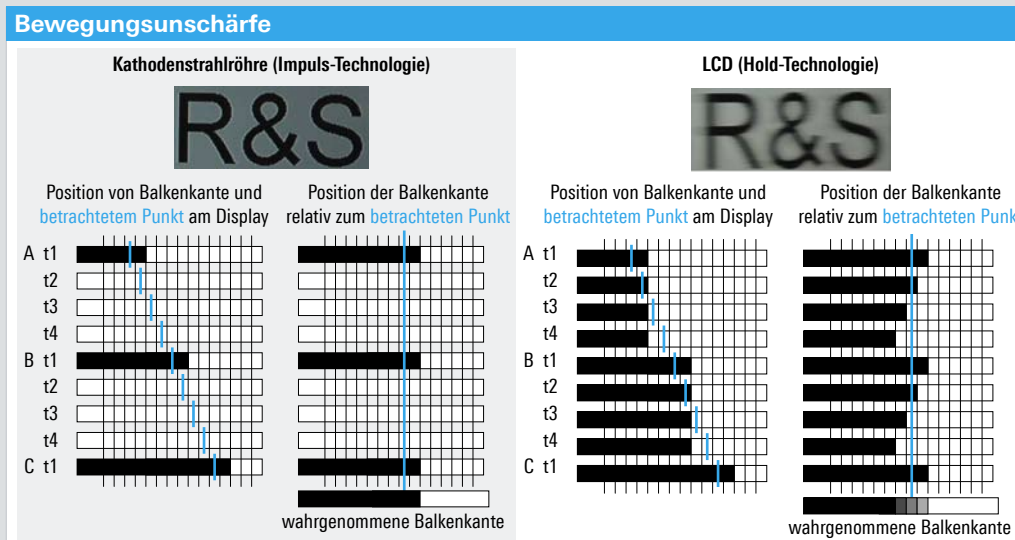 Bewegungsunschärfe
Kathodenstrahlröhre (Impuls-Technologie)
R&S
Position von Balkenkante und
betrachtetem Punkt am Display
Position der Balkenkante
relativ zum betrachteten Punkt
A t1
t2
t3
t4
B t1
t2
t3
t4
C t1
wahrgenommene Balkenkante
LCD (Hold-Technologie)
R&S
Position von Balkenkante und
betrachtetem Punkt am Display
Position der Balkenkante
relativ zum betrachteten Punk
A t1
t2
t3
t4
B t1
t2
t3
t4
C t1
wahrgenommene Balkenkante